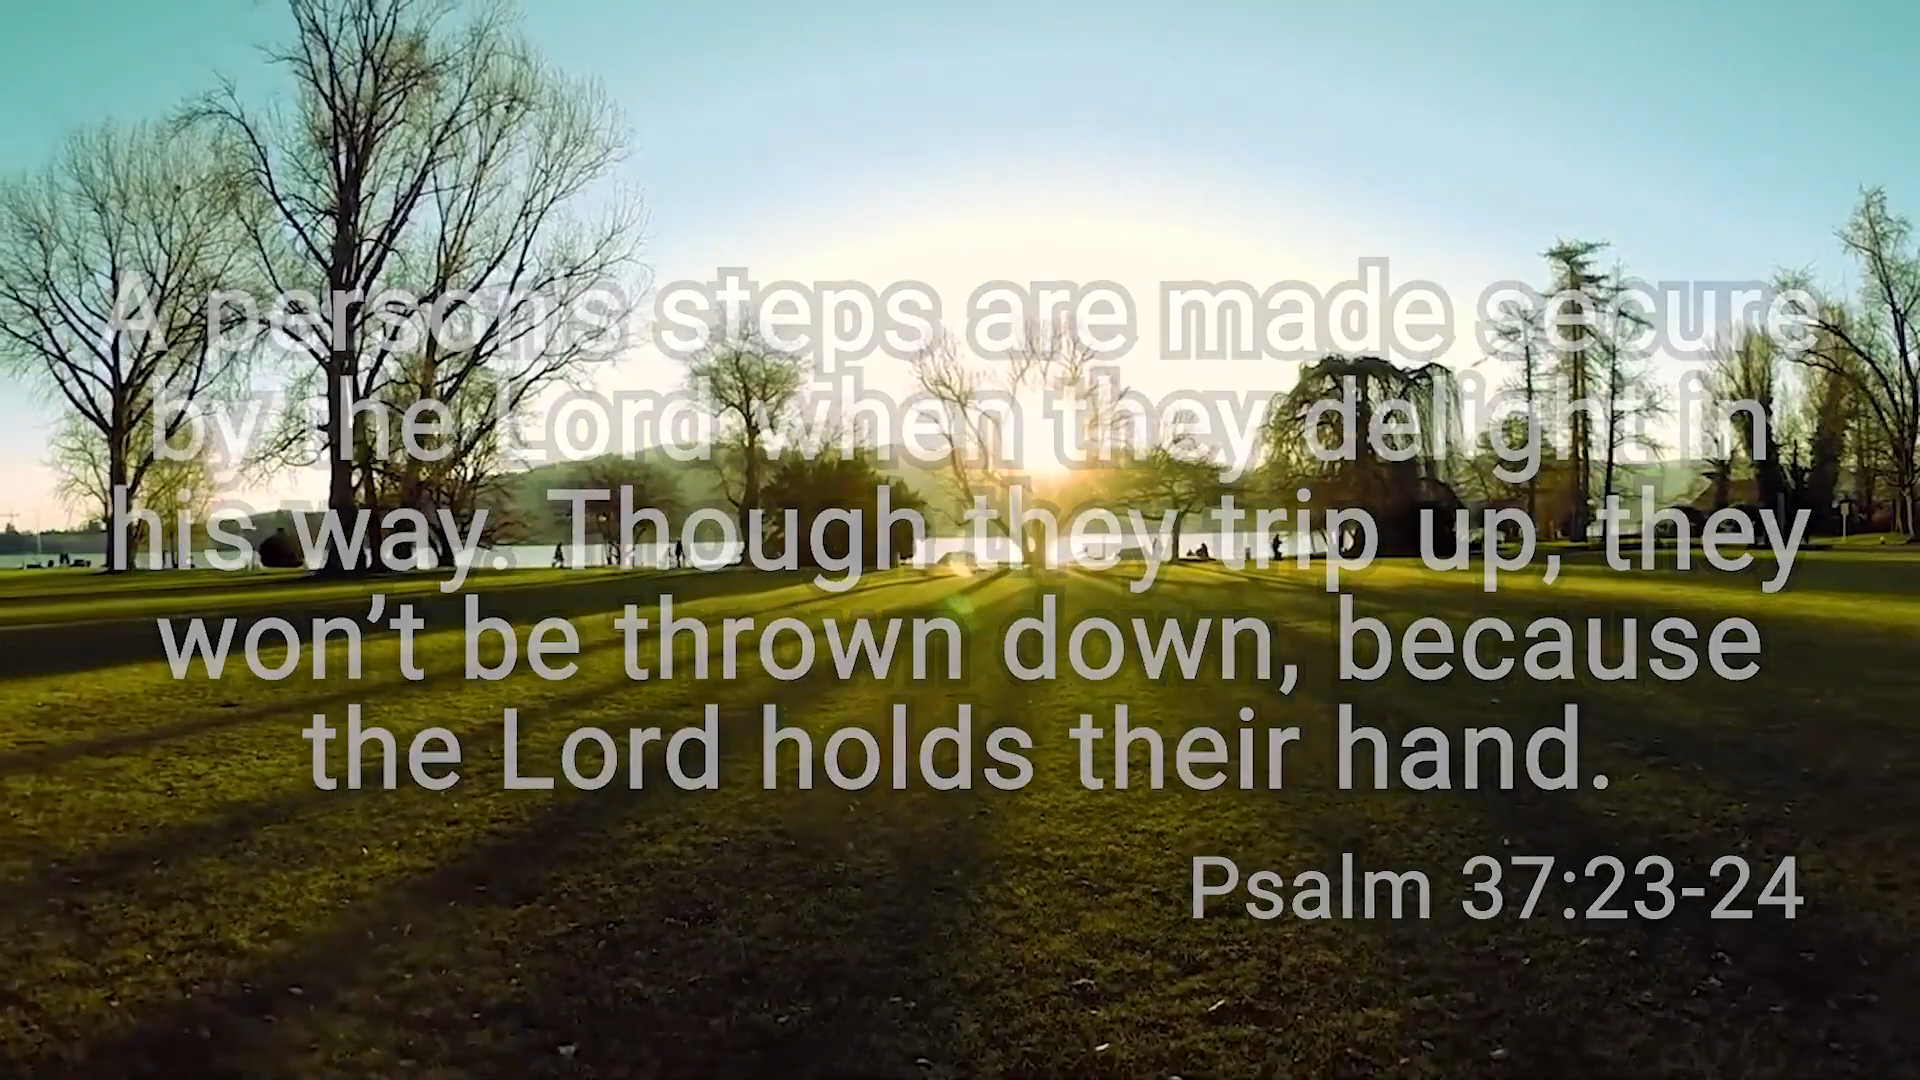 A person's steps are made secure
by the Lord when they delight in
his way. Though they trip up, they
won’t be thrown down, because
the Lord holds their hand.
Psalm 37:23-24